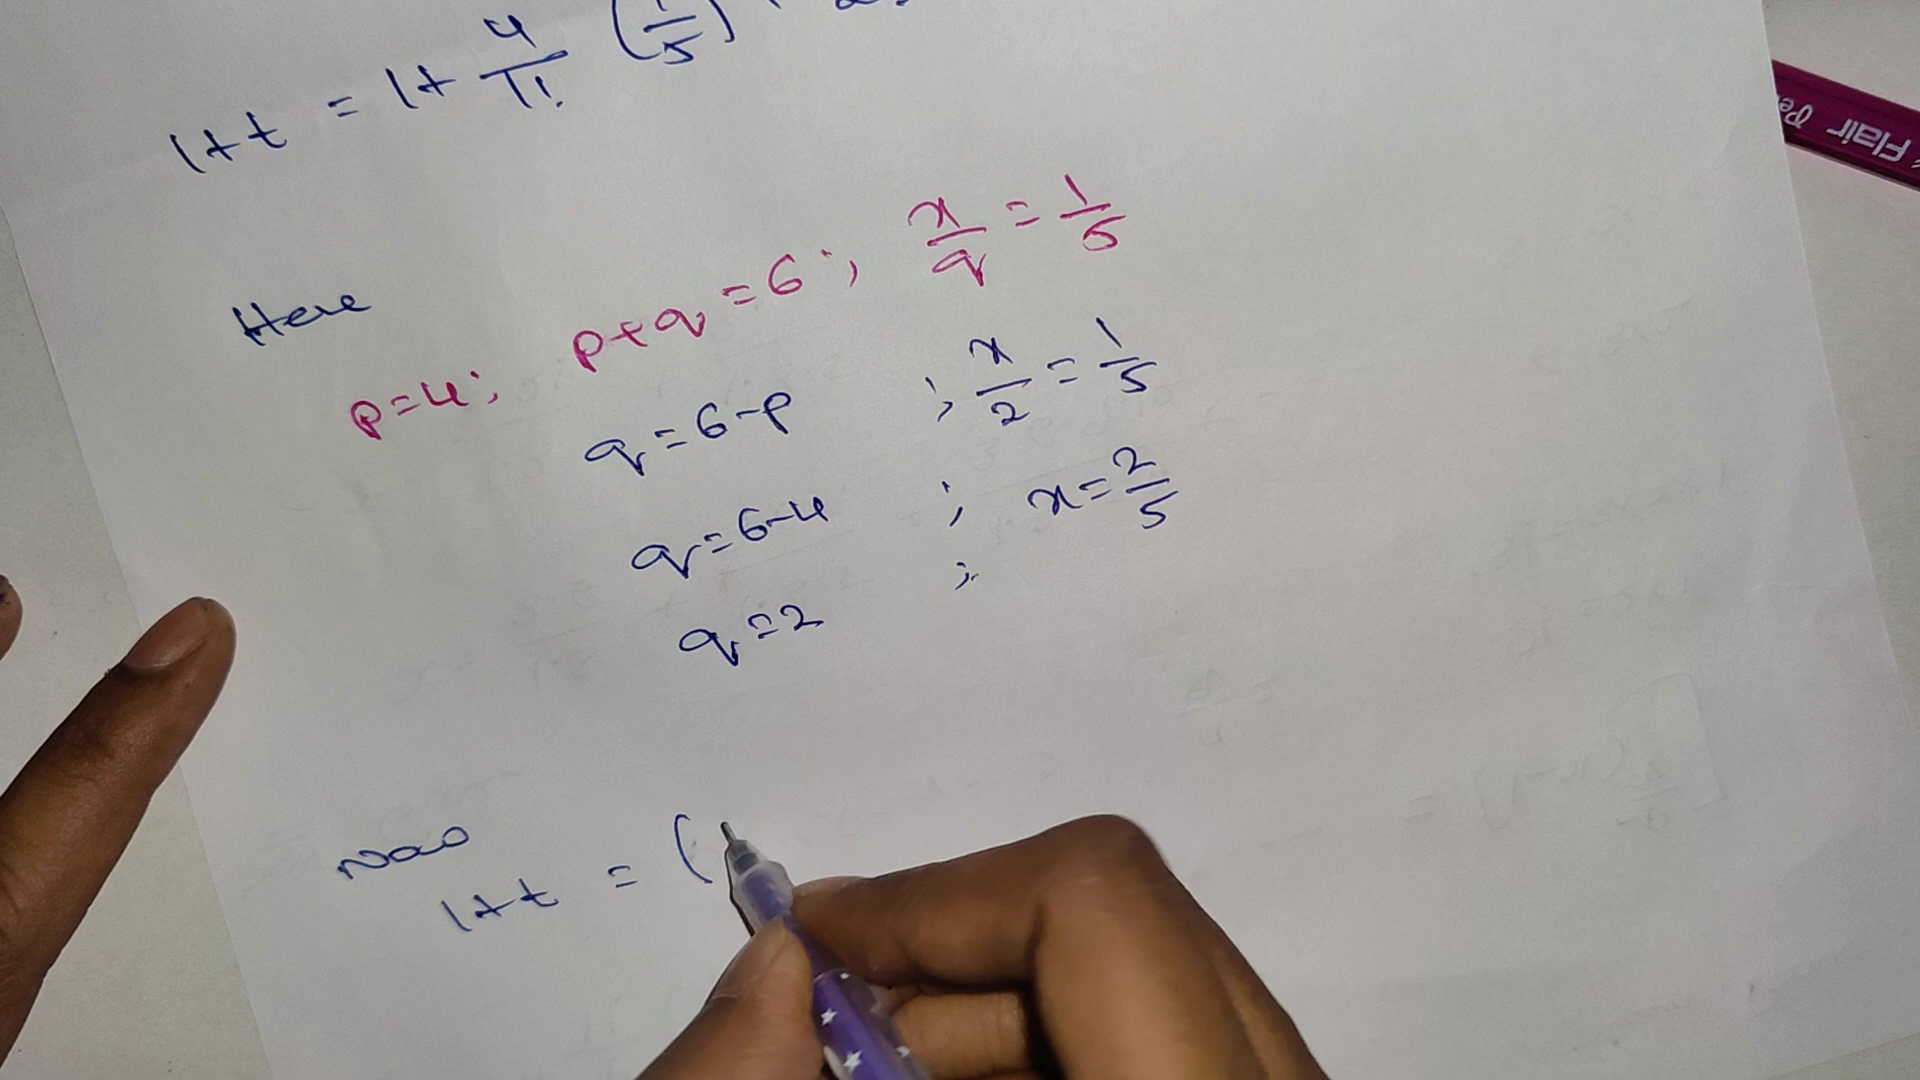 1+t = 1+ 4/1! (1/5)
Here
p=4; p+q=6; x/q = 1/5
q=6-p ; x/2 = 1/5
q=6-4 ; x=2/5
q=2 ;
Now
1+t = (
Flair Pe